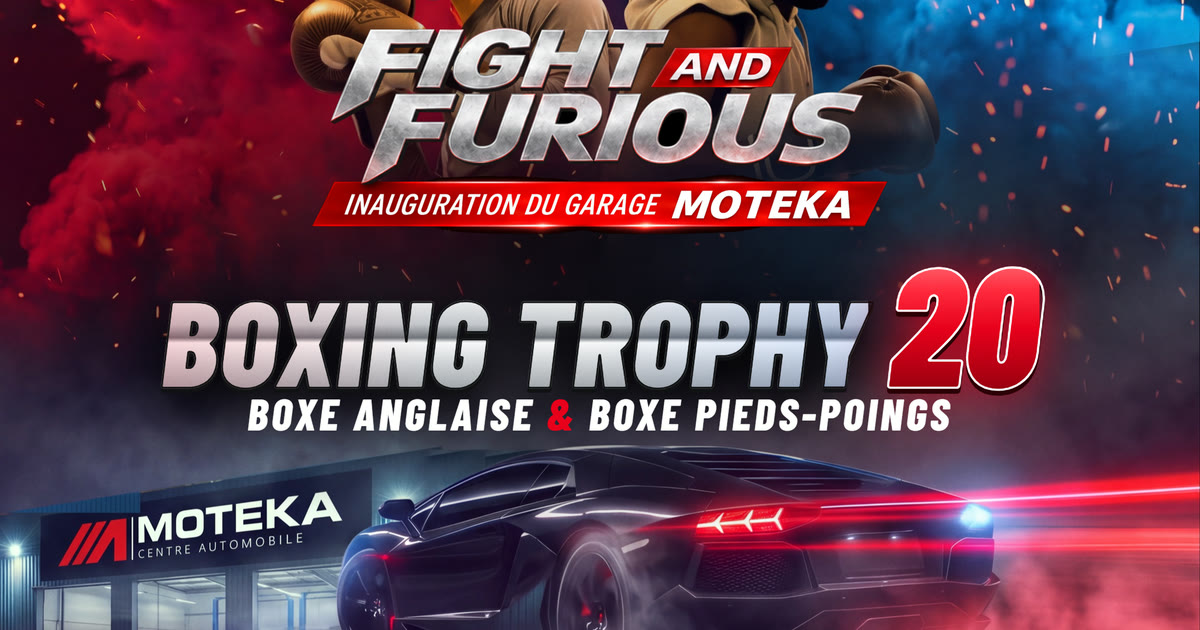 FIGHT AND
FURIOUS
INAUGURATION DU GARAGE MOTEKA
BOXING TROPHY 20
BOXE ANGLAISE & BOXE PIEDS-POINGS
MOTEKA
CENTRE AUTOMOBILE